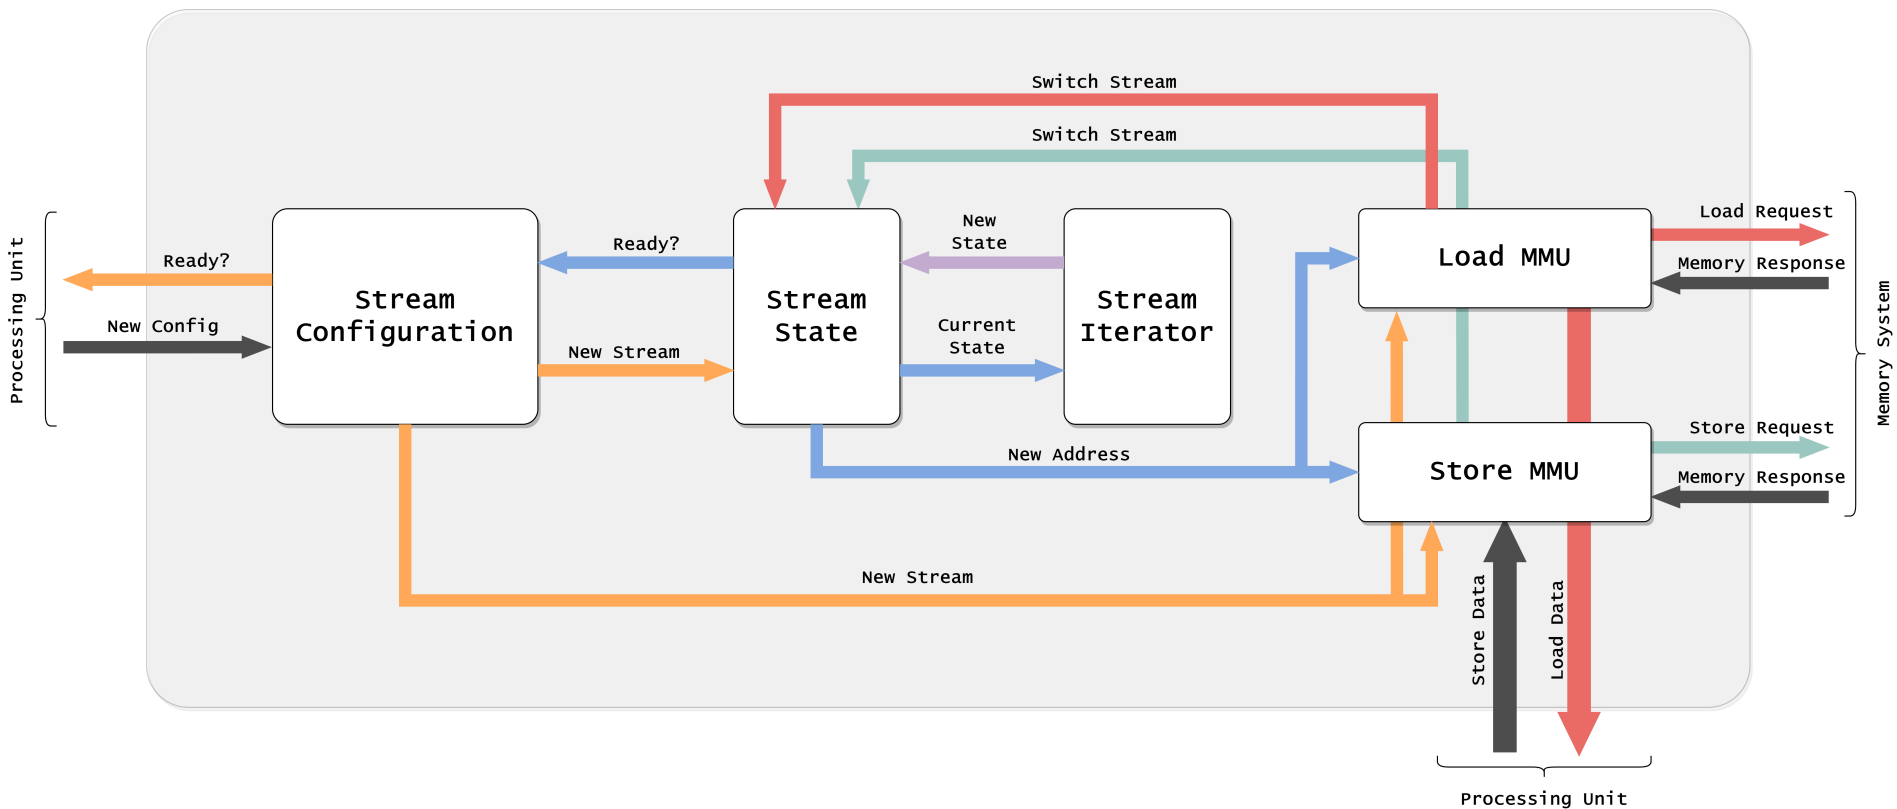 Switch Stream
Switch Stream
Processing Unit
Ready?
New Config
Stream
Configuration
Ready?
New Stream
Stream
State
New
State
Current
State
Stream
Iterator
Load MMU
Load Request
Memory Response
Memory System
New Address
Store MMU
Store Request
Memory Response
New Stream
Store Data
Load Data
Processing Unit